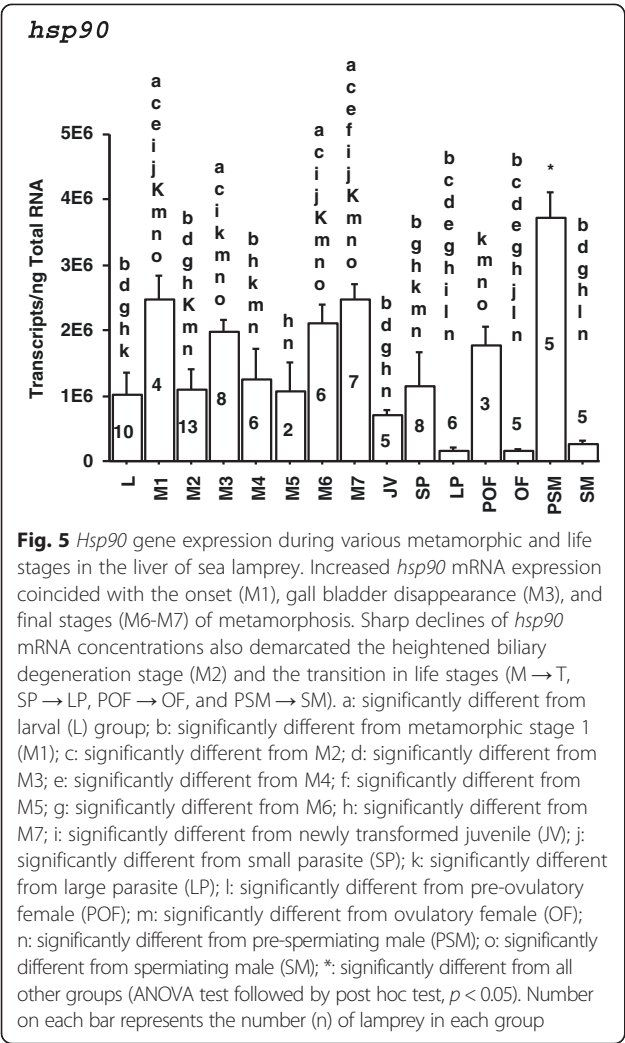 hsp90
Transcripts/ng Total RNA
5E6
4E6
3E6
2E6
1E6
0
b d g h k
a c e i j K m n o
b d g h K m n
a c i k m n o
b h k m n
h n
a c i j K m n o
a c e f i j K m n o
b d g h n
b g h k m n
b c d e g h i l n
k m n o
b c d e g h j l n
*
b d g h l n
10 4 13 8 6 2 6 7 5 8 6 3 5 5 5
L M1 M2 M3 M4 M5 M6 M7 JV SP LP POF OF PSM SM
Fig. 5 Hsp90 gene expression during various metamorphic and life
stages in the liver of sea lamprey. Increased hsp90 mRNA expression
coincided with the onset (M1), gall bladder disappearance (M3), and
final stages (M6-M7) of metamorphosis. Sharp declines of hsp90
mRNA concentrations also demarcated the heightened biliary
degeneration stage (M2) and the transition in life stages (M → T,
SP → LP, POF → OF, and PSM → SM). a: significantly different from
larval (L) group; b: significantly different from metamorphic stage 1
(M1); c: significantly different from M2; d: significantly different from
M3; e: significantly different from M4; f: significantly different from
M5; g: significantly different from M6; h: significantly different from
M7; i: significantly different from newly transformed juvenile (JV); j:
significantly different from small parasite (SP); k: significantly different
from large parasite (LP); l: significantly different from pre-ovulatory
female (POF); m: significantly different from ovulatory female (OF);
n: significantly different from pre-spermiating male (PSM); o: significantly
different from spermiating male (SM); *: significantly different from all
other groups (ANOVA test followed by post hoc test, p < 0.05). Number
on each bar represents the number (n) of lamprey in each group